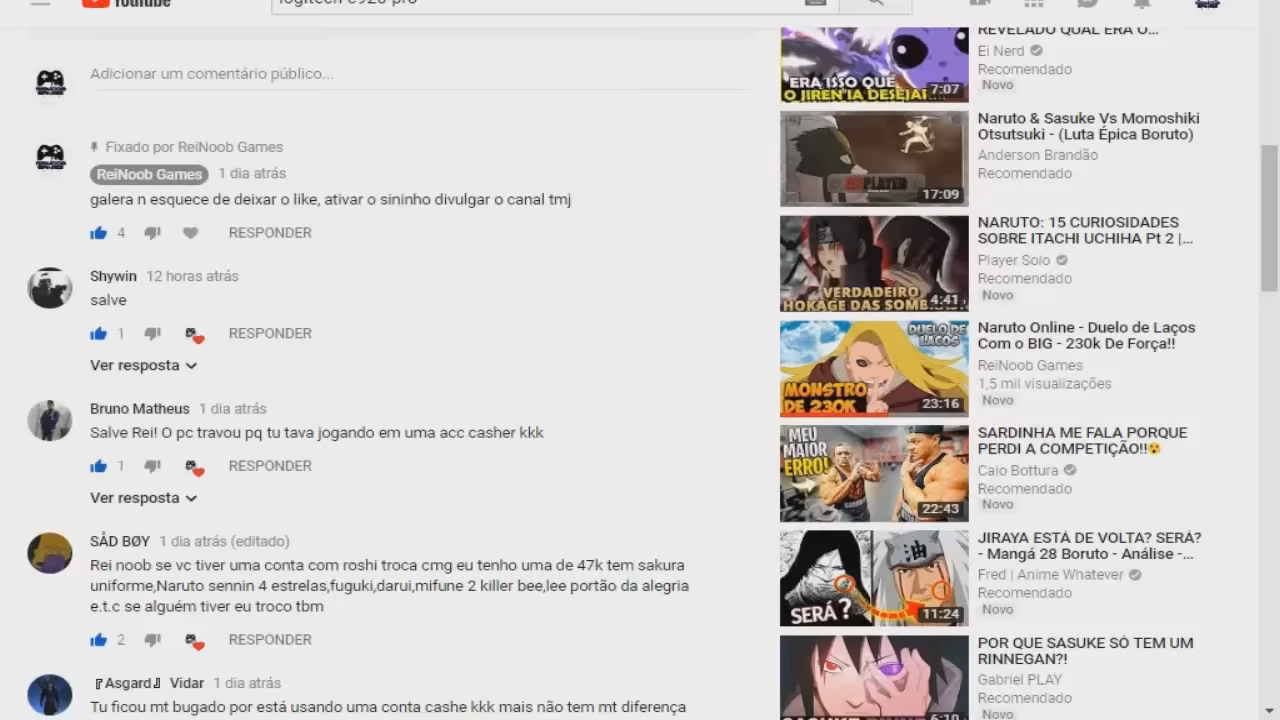 YouTube
Adicionar um comentário público...
Fixado por ReiNoob Games
ReiNoob Games 1 dia atrás
galera n esquece de deixar o like, ativar o sininho divulgar o canal tmj
4 RESPONDER
Shywin 12 horas atrás
salve
1 RESPONDER
Ver resposta
Bruno Matheus 1 dia atrás
Salve Rei! O pc travou pq tu tava jogando em uma acc casher kkk
1 RESPONDER
Ver resposta
SÅD BØY 1 dia atrás (editado)
Rei noob se vc tiver uma conta com roshi troca cmg eu tenho uma de 47k tem sakura
uniforme,naruto sennin 4 estrelas,fuguki,darui,mifune 2 killer bee,lee portão da alegria
e.t.c se alguém tiver eu troco tbm
2 RESPONDER
『Asgard』 Vidar 1 dia atrás
Tu ficou mt bugado por está usando uma conta cashe kkk mais não tem mt diferença
ERA ISSO QUE
O JIREN IA DESEJAR
7:07
REVELADO QUAL ERA O...
Ei Nerd
Recomendado
Novo
PLAYER
17:09
Naruto & Sasuke Vs Momoshiki
Otsutsuki - (Luta Épica Boruto)
Anderson Brandão
Recomendado
VERDADEIRO
HOKAGE DAS
4:41
NARUTO: 15 CURIOSIDADES
SOBRE ITACHI UCHIHA Pt 2 |...
Player Solo
Recomendado
Novo
DUELO DE
LAÇOS
MONSTRO
DE 230K
23:16
Naruto Online - Duelo de Laços
Com o BIG - 230k De Força!!
ReiNoob Games
1,5 mil visualizações
Novo
MEU
MAIOR
ERRO!
22:43
SARDINHA ME FALA PORQUE
PERDI A COMPETIÇÃO!!😲
Caio Bottura
Recomendado
Novo
油
SERÁ?
11:24
JIRAYA ESTÁ DE VOLTA? SERÁ?
- Mangá 28 Boruto - Análise -...
Fred | Anime Whatever
Recomendado
Novo
6:10
POR QUE SASUKE SÓ TEM UM
RINNEGAN?!
Gabriel PLAY
Recomendado
Novo